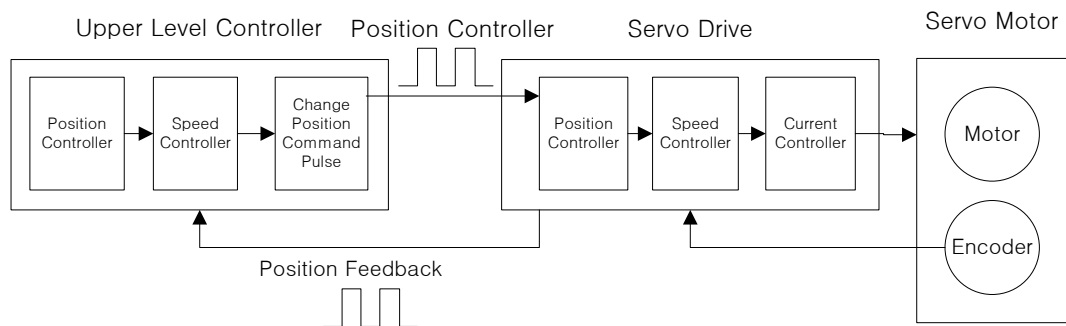 Upper Level Controller
Position Controller
Servo Drive
Servo Motor
Position
Controller
Speed
Controller
Change
Position
Command
Pulse
Position
Controller
Speed
Controller
Current
Controller
Motor
Encoder
Position Feedback